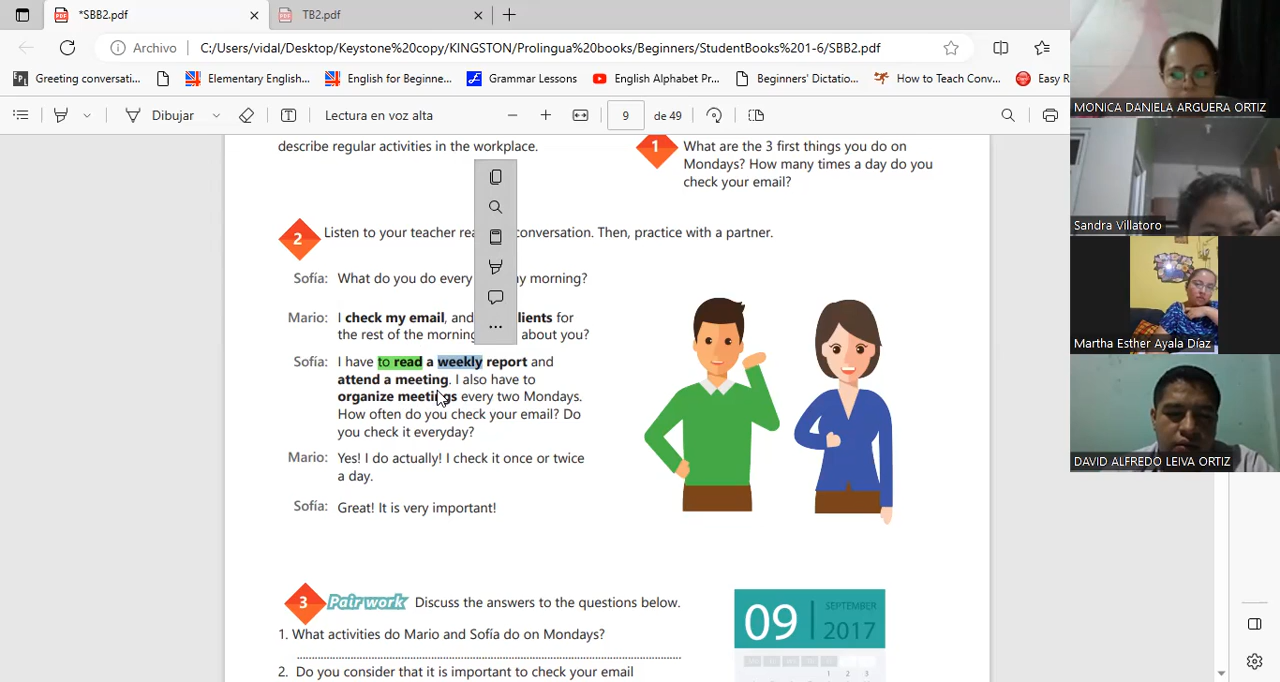 *SBB2.pdf
TB2.pdf
Archivo C:/Users/vidal/Desktop/Keystone%20copy/KINGSTON/Prolingua%20books/Beginners/StudentBooks%201-6/SBB2.pdf
Greeting conversati... Elementary English... English for Beginne... Grammar Lessons English Alphabet Pr... Beginners' Dictatio... How to Teach Conv... Easy R
Dibujar Lectura en voz alta 9 de 49
describe regular activities in the workplace.
1 What are the 3 first things you do on
Mondays? How many times a day do you
check your email?
2 Listen to your teacher rea conversation. Then, practice with a partner.
Sofía: What do you do every y morning?
Mario: I check my email, and lients for
the rest of the morning about you?
Sofía: I have to read a weekly report and
attend a meeting. I also have to
organize meetings every two Mondays.
How often do you check your email? Do
you check it everyday?
Mario: Yes! I do actually! I check it once or twice
a day.
Sofía: Great! It is very important!
3 Pair work Discuss the answers to the questions below.
1. What activities do Mario and Sofía do on Mondays?
2. Do you consider that it is important to check your email
09 SEPTEMBER
2017
1 2 3
MONICA DANIELA ARGUERA ORTIZ
Sandra Villatoro
Martha Esther Ayala Díaz
DAVID ALFREDO LEIVA ORTIZ